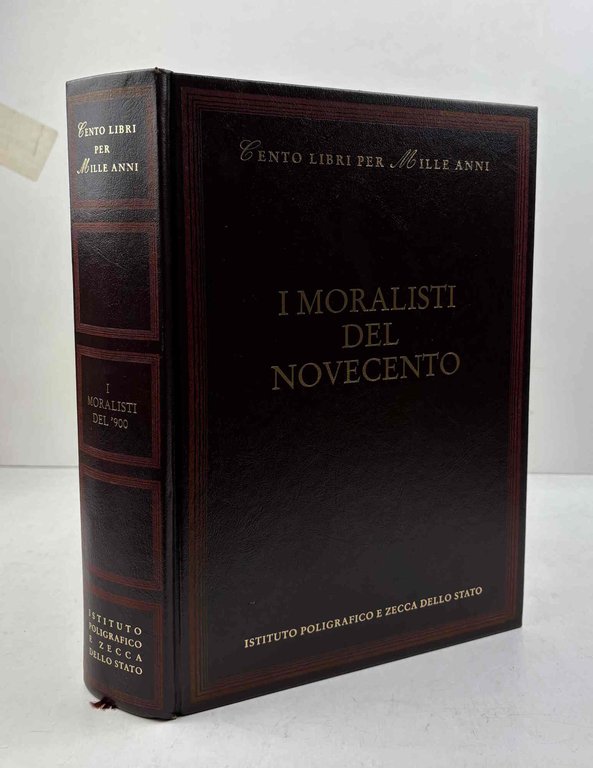 CENTO LIBRI
PER
MILLE ANNI
I
MORALISTI
DEL '900
ISTITUTO
POLIGRAFICO
E ZECCA
DELLO STATO
CENTO LIBRI PER MILLE ANNI
I MORALISTI
DEL
NOVECENTO
ISTITUTO POLIGRAFICO E ZECCA DELLO STATO